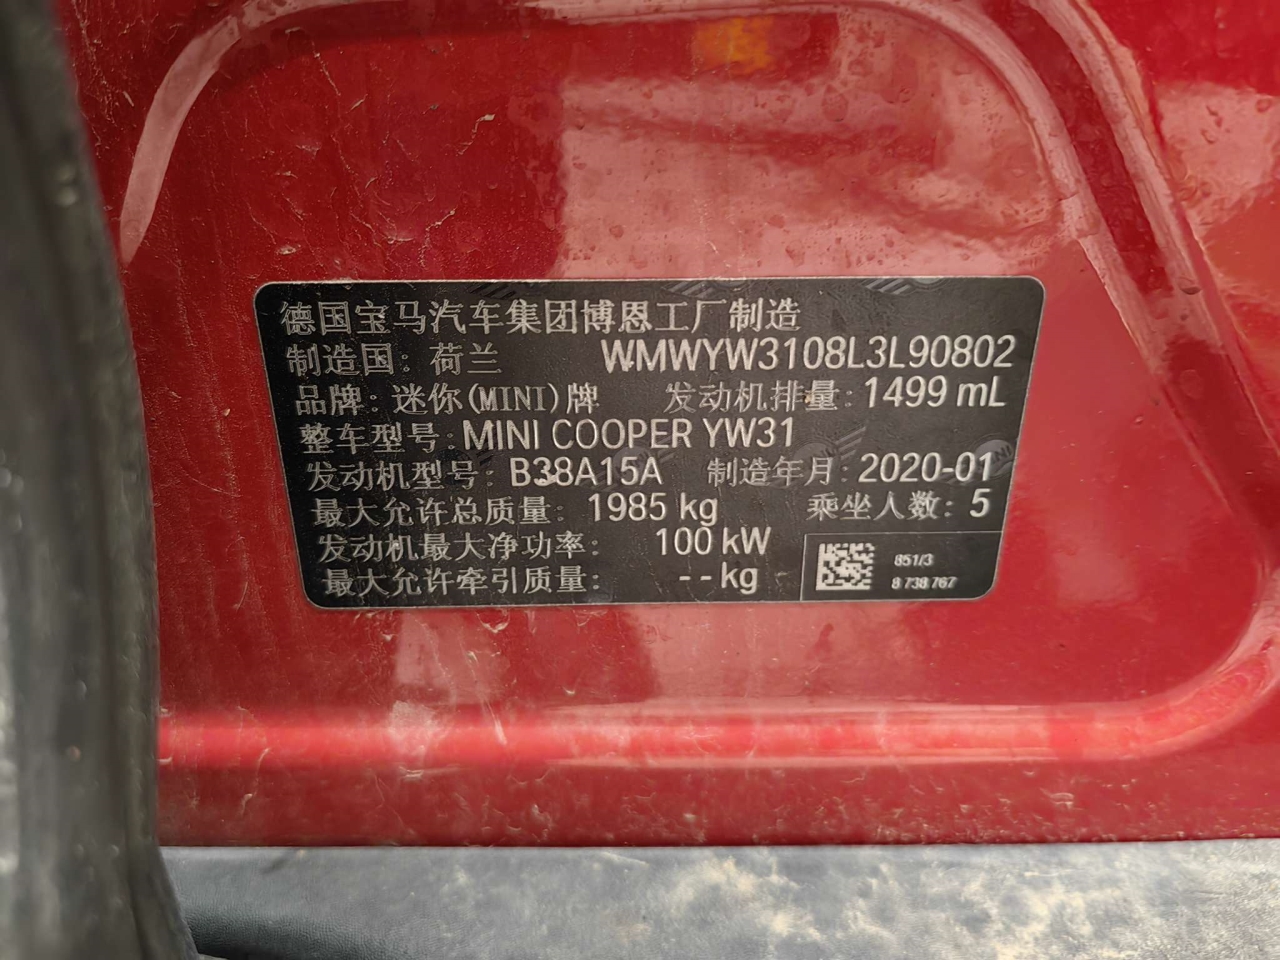 德国宝马汽车集团博恩工厂制造
制造国: 荷兰 WMWYW3108L3L90802
品牌: 迷你(MINI)牌 发动机排量: 1499 mL
整车型号: MINI COOPER YW31
发动机型号: B38A15A 制造年月: 2020-01
最大允许总质量: 1985 kg 乘坐人数: 5
发动机最大净功率: 100 kW
最大允许牵引质量: --kg
851/3
8 738 767